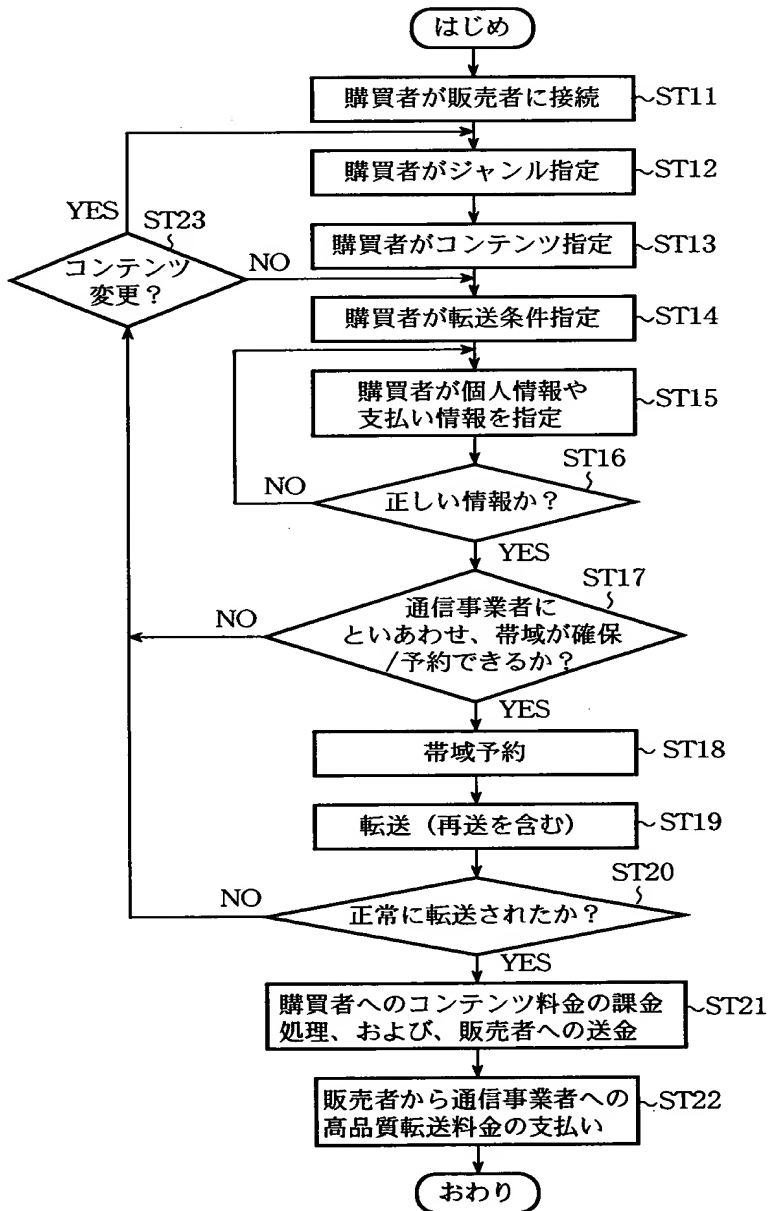 はじめ
購買者が販売者に接続
~ST11
購買者がジャンル指定
~ST12
YES
ST23
コンテンツ
変更?
NO
購買者がコンテンツ指定
~ST13
購買者が転送条件指定
~ST14
購買者が個人情報や
支払い情報を指定
~ST15
ST16
NO
正しい情報か?
YES
ST17
NO
通信事業者に
といあわせ、帯域が確保
/予約できるか?
YES
帯域予約
~ST18
転送(再送を含む)
~ST19
ST20
NO
正常に転送されたか?
YES
購買者へのコンテンツ料金の課金
処理、および、販売者への送金
~ST21
販売者から通信事業者への
高品質転送料金の支払い
~ST22
おわり